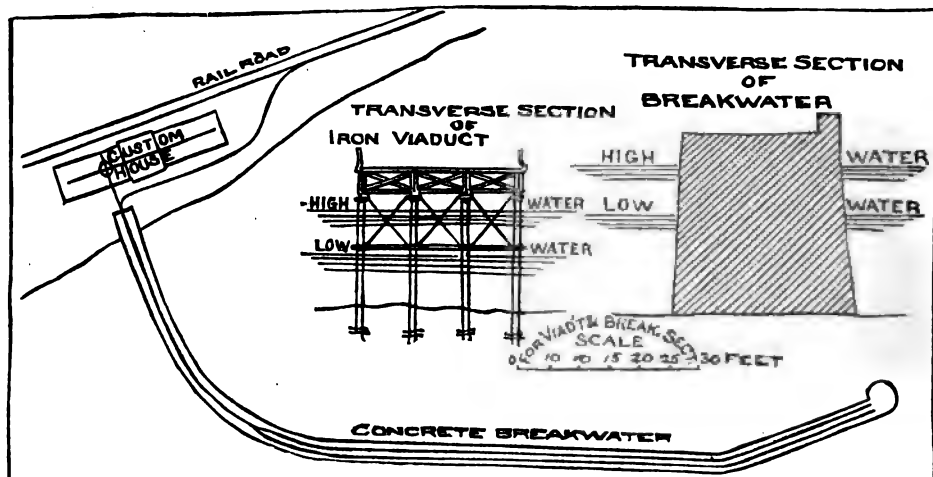 RAIL ROAD
CUSTOM
HOUSE
TRANSVERSE SECTION
OF
IRON VIADUCT
HIGH WATER
LOW WATER
TRANSVERSE SECTION
OF
BREAKWATER
HIGH WATER
LOW WATER
FOR VIAD'T & BREAK. SECT.
SCALE
0 10 10 15 20 25 30 FEET
CONCRETE BREAKWATER